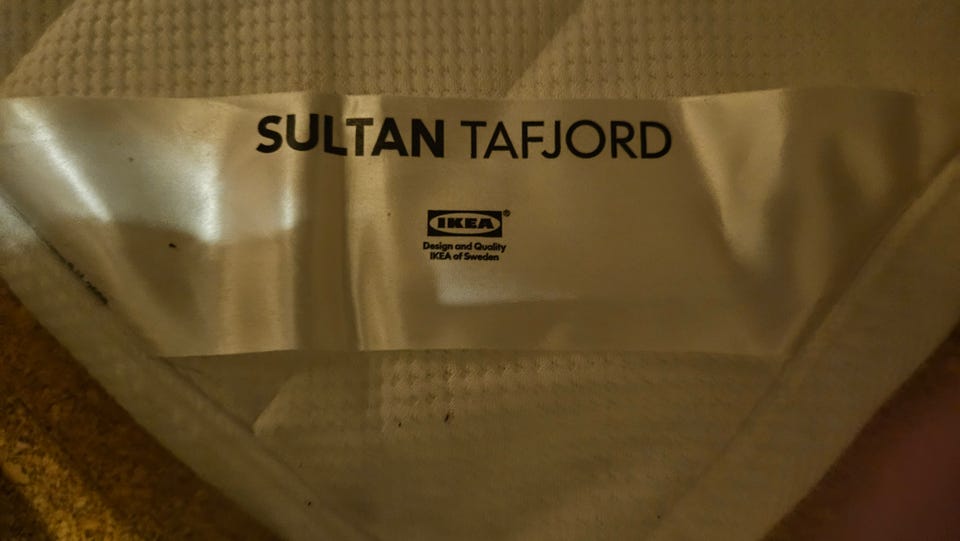 SULTAN TAFJORD
IKEA®
Design and Quality
IKEA of Sweden